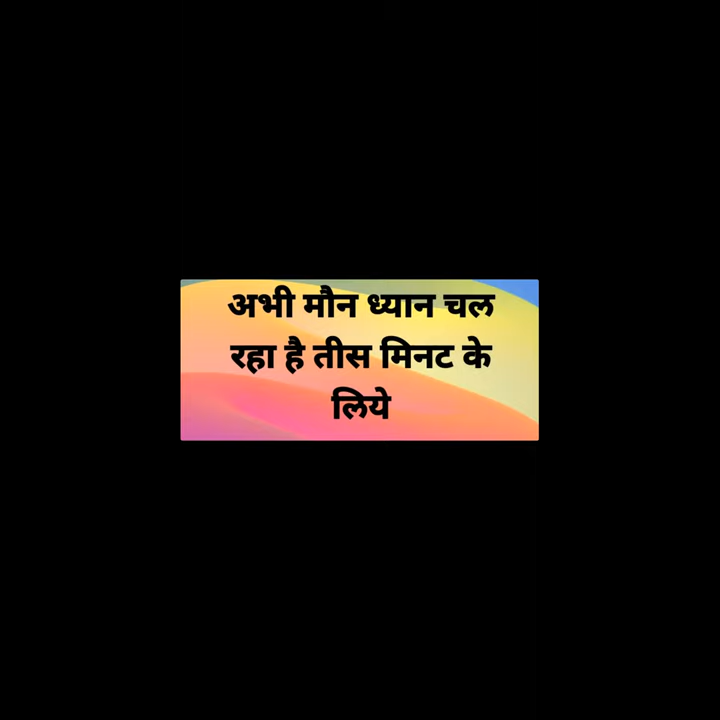 अभी मौन ध्यान चल
रहा है तीस मिनट के
लिये